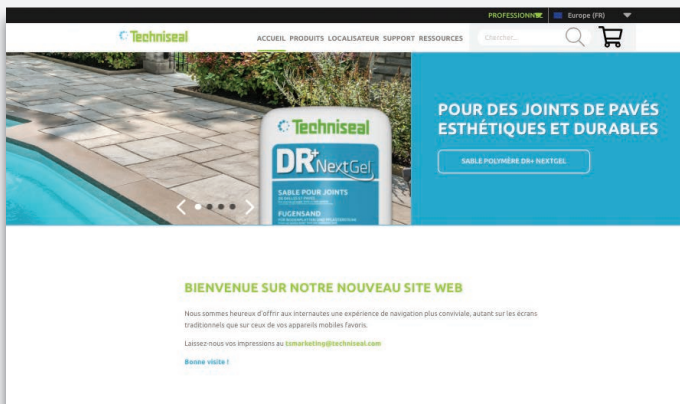 PROFESSIONNEL
Europe (FR)
Techniseal
ACCUEIL PRODUITS LOCALISATEUR SUPPORT RESSOURCES
Chercher...
Techniseal
DR+ NextGel
SABLE POUR JOINTS
FUGENSAND
POUR DES JOINTS DE PAVÉS
ESTHÉTIQUES ET DURABLES
SABLE POLYMÈRE DR+ NEXTGEL
BIENVENUE SUR NOTRE NOUVEAU SITE WEB
Nous sommes heureux d'offrir aux internautes une expérience de navigation plus conviviale, autant sur les écrans
traditionnels que sur ceux de vos appareils mobiles favoris.
Laissez-nous vos impressions au tsmarketing@techniseal.com
Bonne visite !